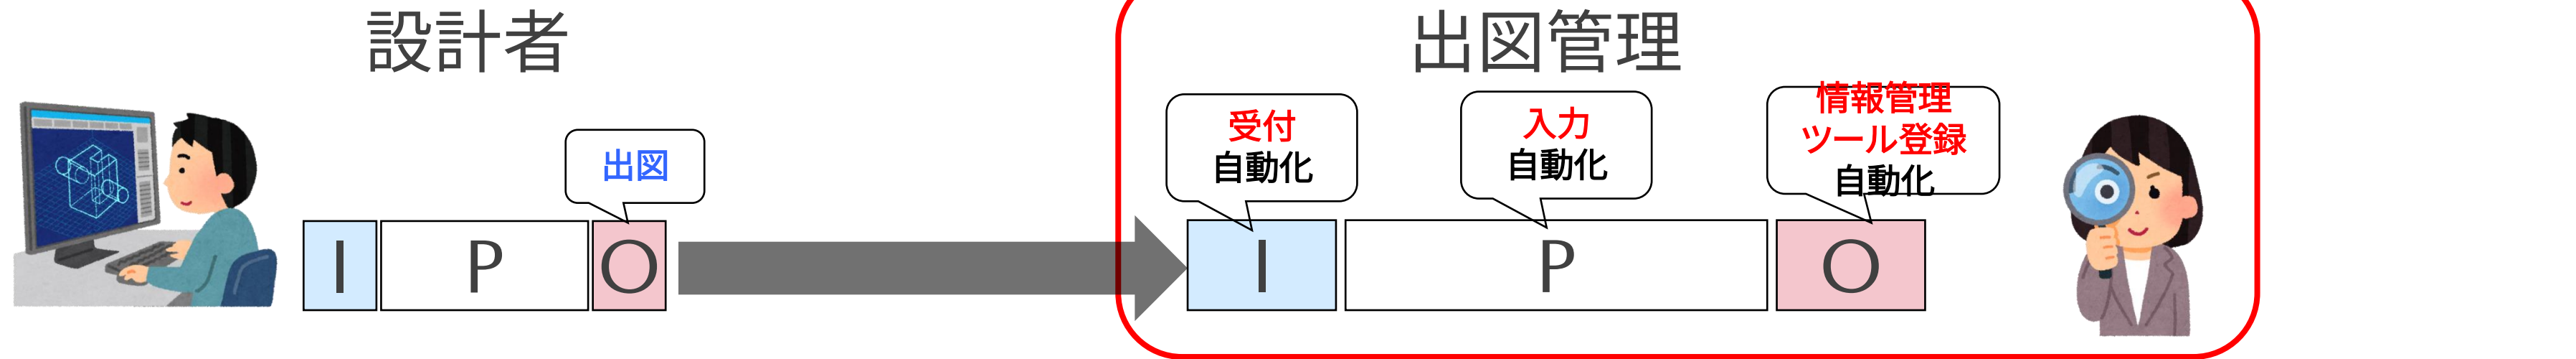 設計者
出図管理
出図
受付
自動化
入力
自動化
情報管理
ツール登録
自動化
I
P
O
I
P
O